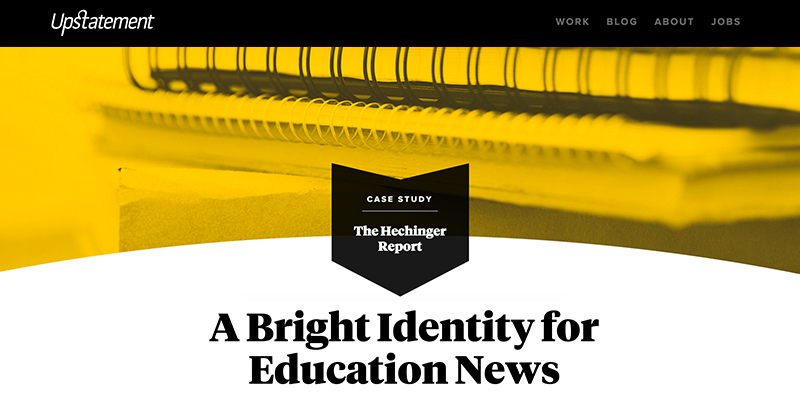 Upstatement
WORK BLOG ABOUT JOBS
CASE STUDY
The Hechinger
Report
A Bright Identity for
Education News